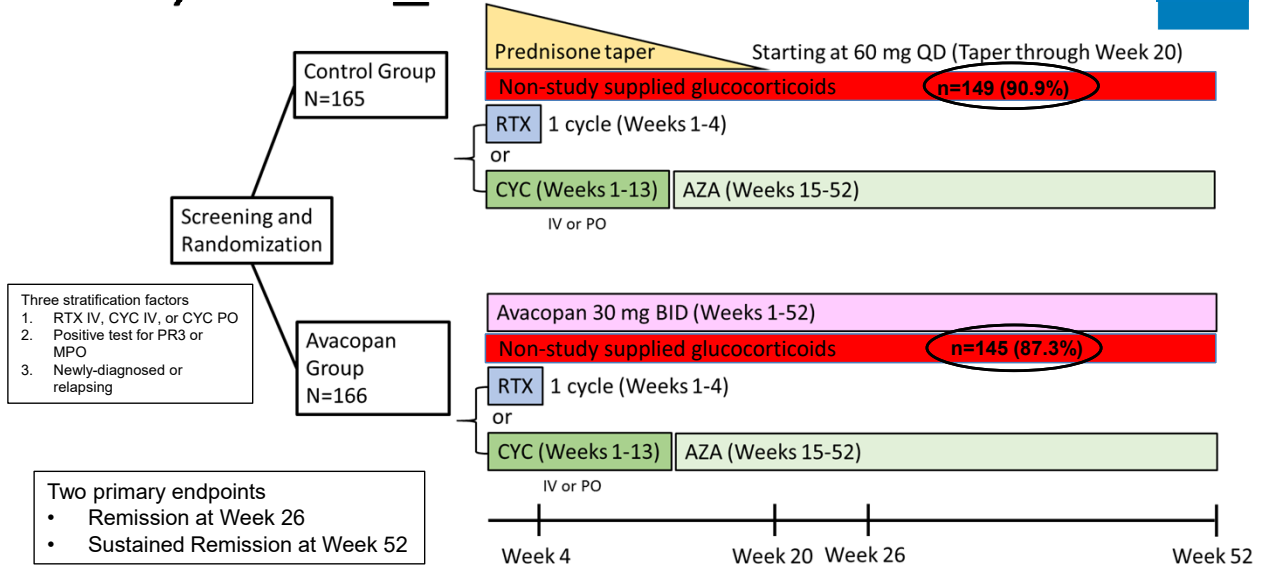 Prednisone taper
Starting at 60 mg QD (Taper through Week 20)
Control Group
N=165
Non-study supplied glucocorticoids
n=149 (90.9%)
RTX
1 cycle (Weeks 1-4)
or
CYC (Weeks 1-13)
AZA (Weeks 15-52)
IV or PO
Screening and
Randomization
Three stratification factors
1. RTX IV, CYC IV, or CYC PO
2. Positive test for PR3 or
MPO
3. Newly-diagnosed or
relapsing
Avacopan
Group
N=166
Avacopan 30 mg BID (Weeks 1-52)
Non-study supplied glucocorticoids
n=145 (87.3%)
RTX
1 cycle (Weeks 1-4)
or
CYC (Weeks 1-13)
AZA (Weeks 15-52)
IV or PO
Two primary endpoints
• Remission at Week 26
• Sustained Remission at Week 52
Week 4
Week 20
Week 26
Week 52